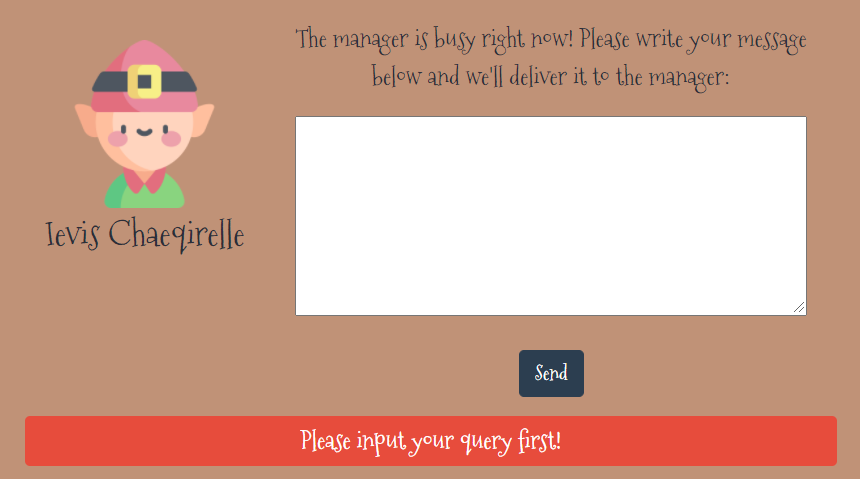 The manager is busy right now! Please write your message
below and we'll deliver it to the manager:
Ievis Chaeqirelle
Send
Please input your query first!